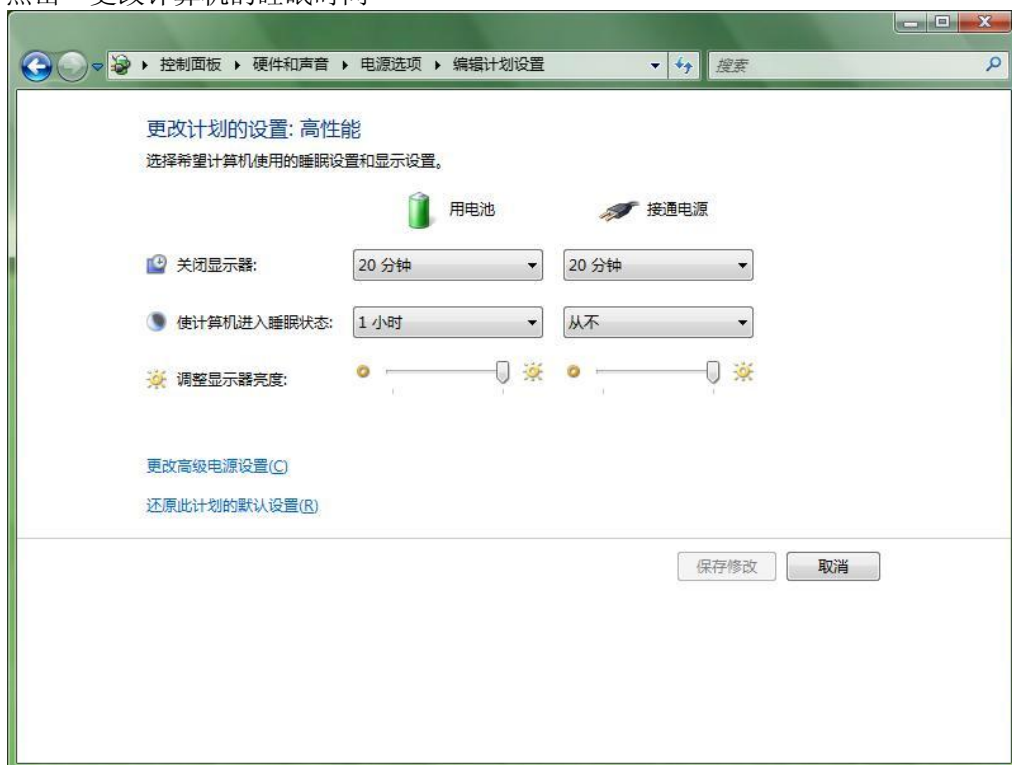 控制面板 ▸ 硬件和声音 ▸ 电源选项 ▸ 编辑计划设置
搜索
更改计划的设置: 高性能
选择希望计算机使用的睡眠设置和显示设置。
用电池 接通电源
关闭显示器: 20 分钟 20 分钟
使计算机进入睡眠状态: 1 小时 从不
调整显示器亮度:
更改高级电源设置(C)
还原此计划的默认设置(R)
保存修改 取消